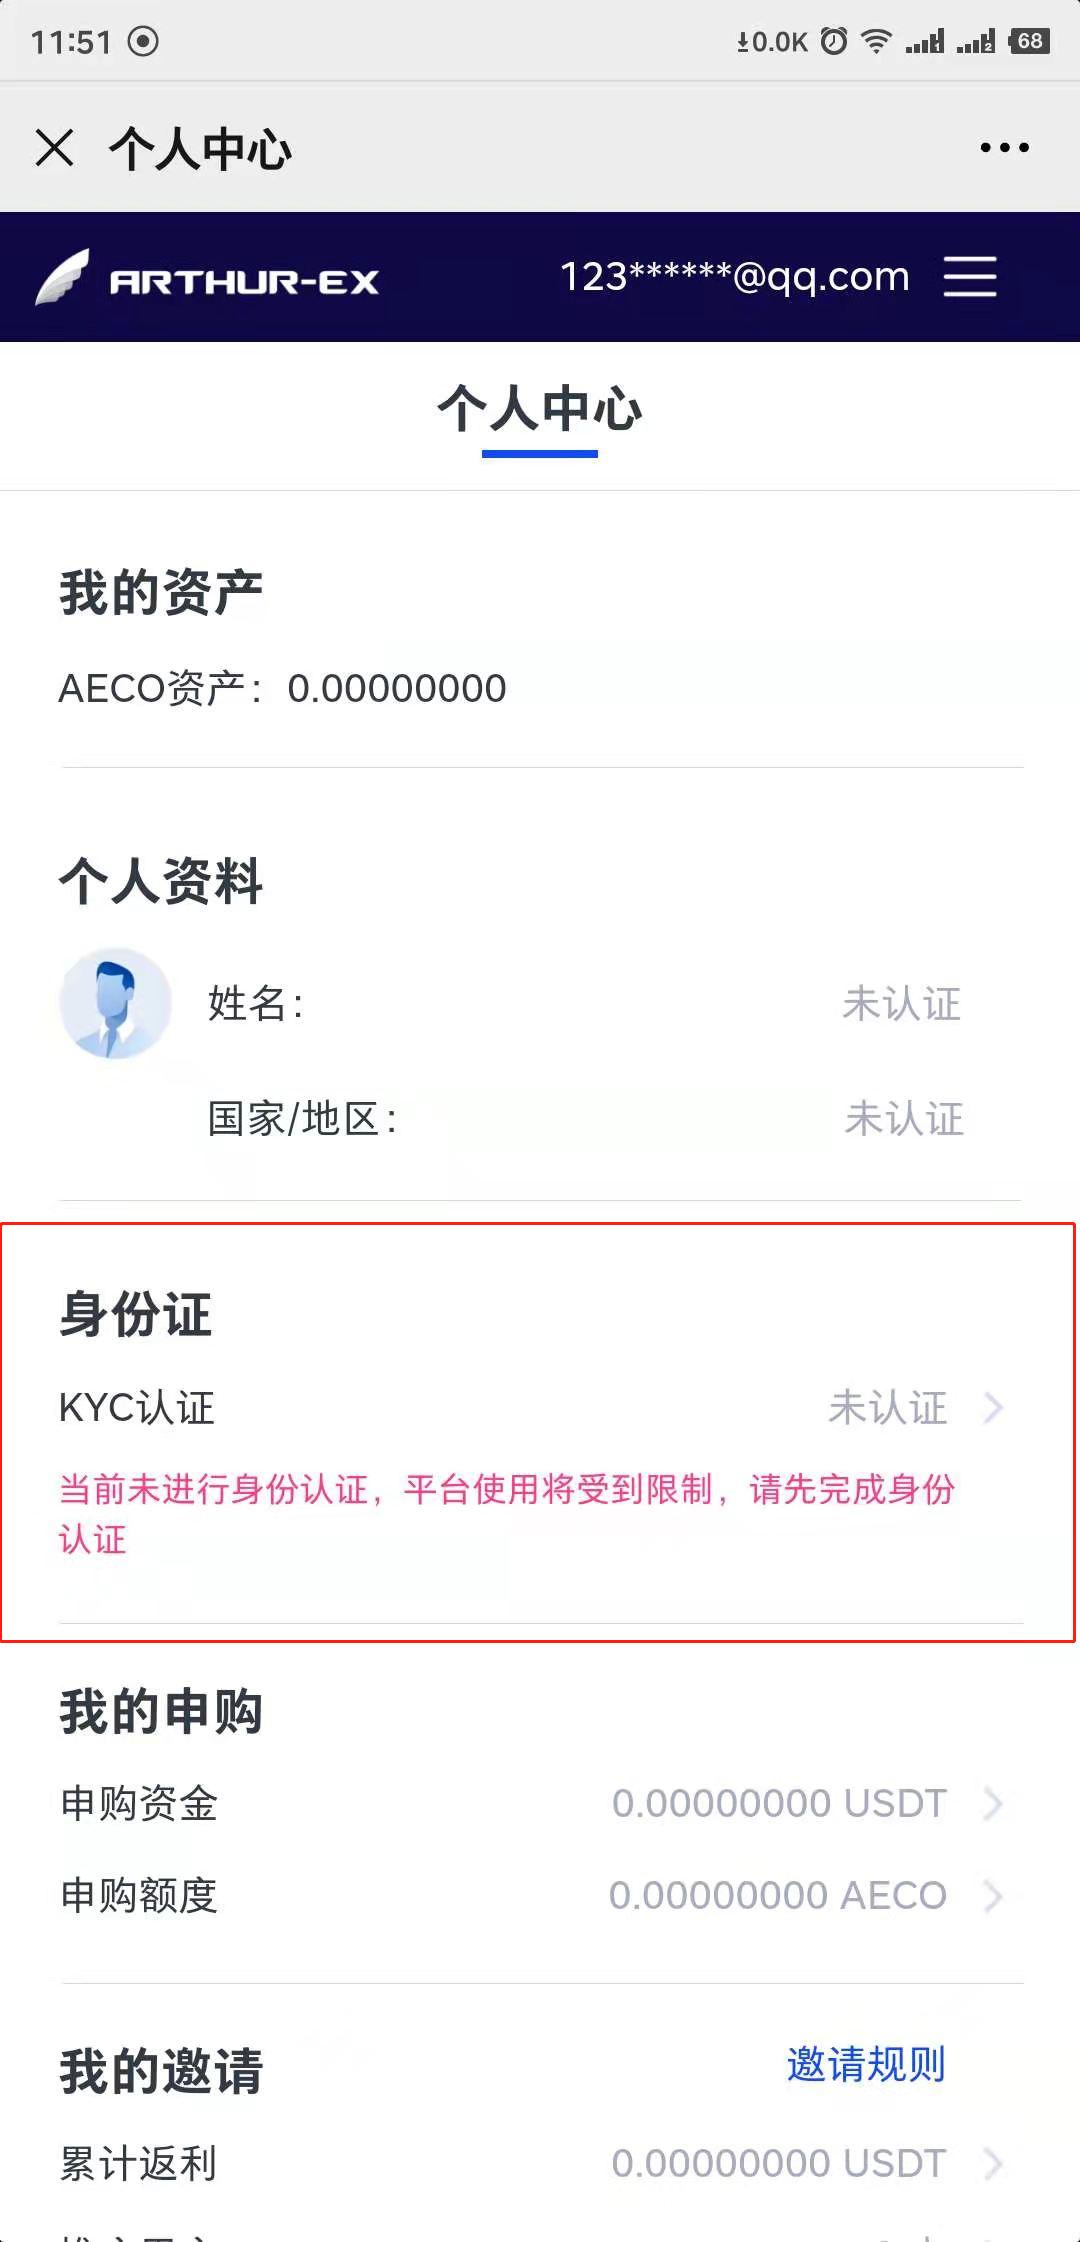 11:51
0.0K 1 2 68
个人中心
ARTHUR-EX
123******@qq.com
个人中心
我的资产
AECO资产：0.00000000
个人资料
姓名： 未认证
国家/地区： 未认证
身份证
KYC认证 未认证
当前未进行身份认证，平台使用将受到限制，请先完成身份
认证
我的申购
申购资金 0.00000000 USDT
申购额度 0.00000000 AECO
我的邀请 邀请规则
累计返利 0.00000000 USDT